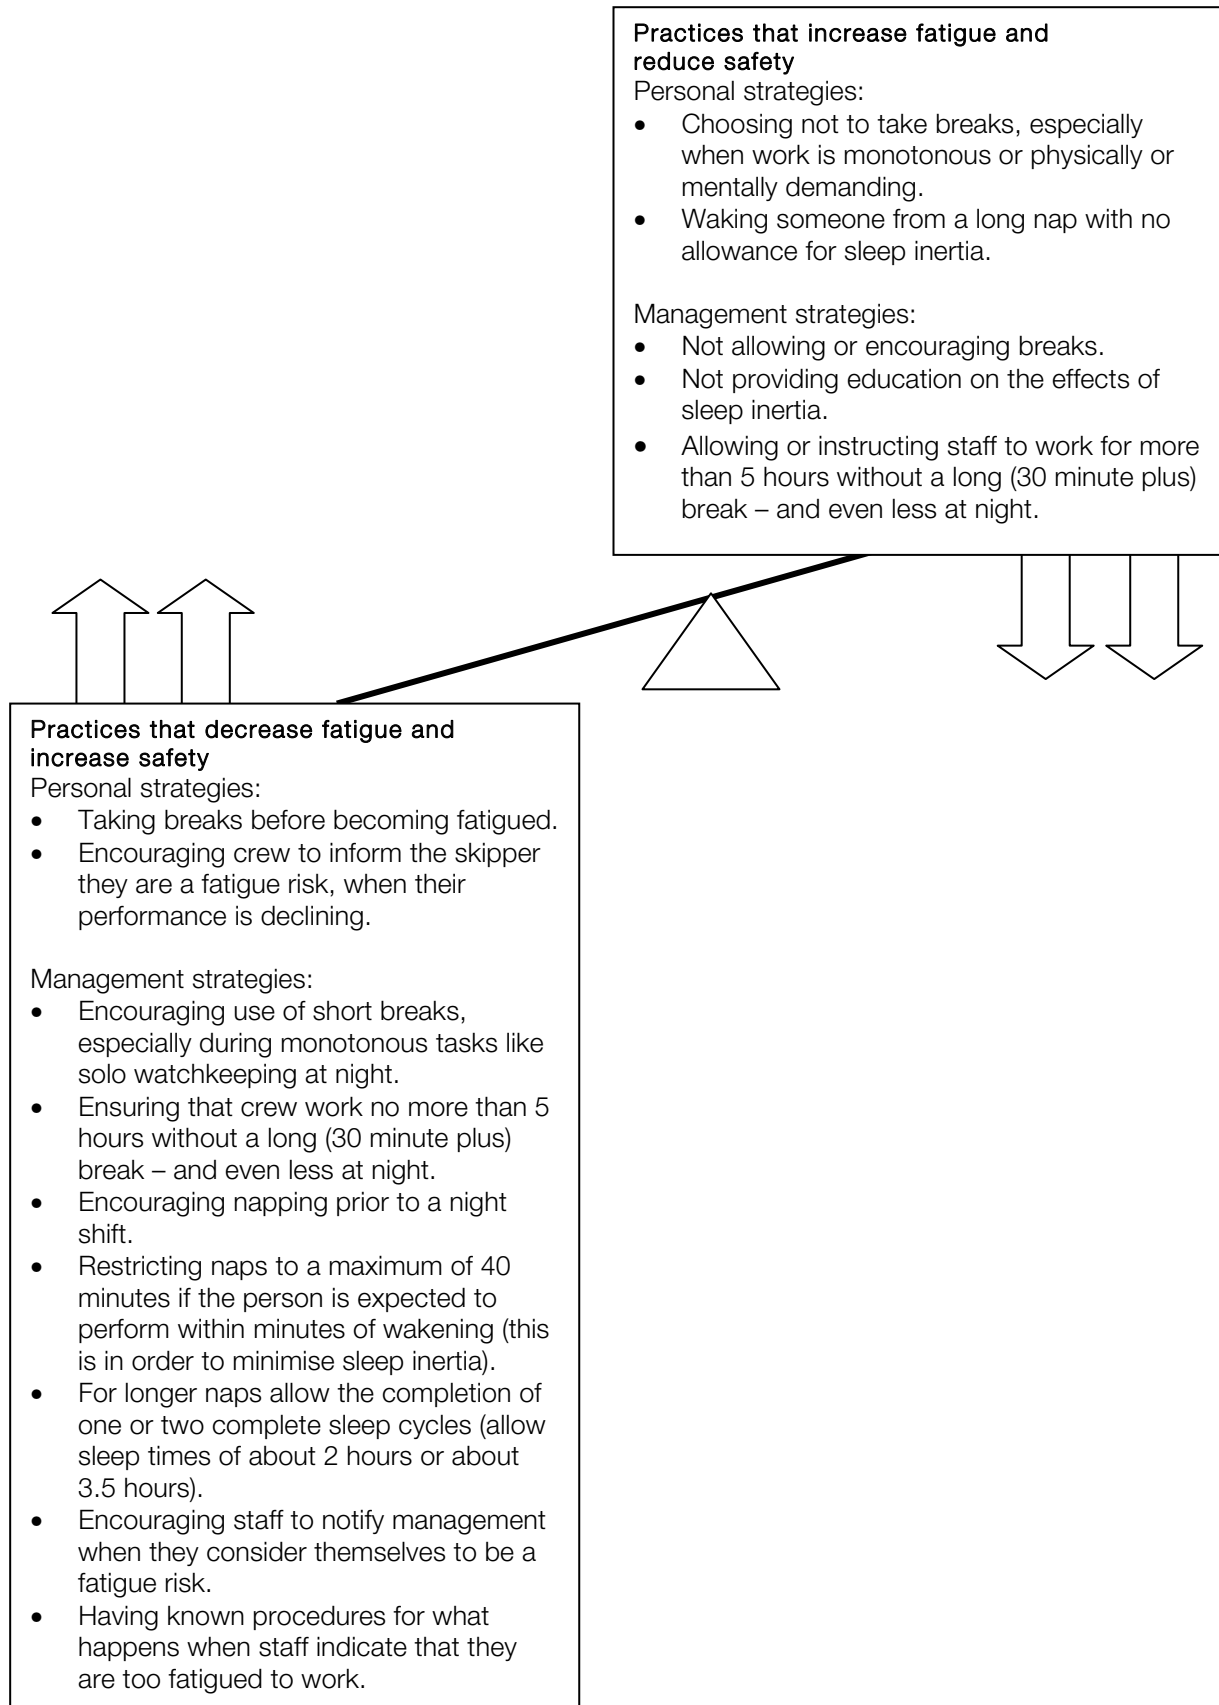 Practices that increase fatigue and
reduce safety
Personal strategies:
• Choosing not to take breaks, especially
when work is monotonous or physically or
mentally demanding.
• Waking someone from a long nap with no
allowance for sleep inertia.
Management strategies:
• Not allowing or encouraging breaks.
• Not providing education on the effects of
sleep inertia.
• Allowing or instructing staff to work for more
than 5 hours without a long (30 minute plus)
break – and even less at night.
Practices that decrease fatigue and
increase safety
Personal strategies:
• Taking breaks before becoming fatigued.
• Encouraging crew to inform the skipper
they are a fatigue risk, when their
performance is declining.
Management strategies:
• Encouraging use of short breaks,
especially during monotonous tasks like
solo watchkeeping at night.
• Ensuring that crew work no more than 5
hours without a long (30 minute plus)
break – and even less at night.
• Encouraging napping prior to a night
shift.
• Restricting naps to a maximum of 40
minutes if the person is expected to
perform within minutes of wakening (this
is in order to minimise sleep inertia).
• For longer naps allow the completion of
one or two complete sleep cycles (allow
sleep times of about 2 hours or about
3.5 hours).
• Encouraging staff to notify management
when they consider themselves to be a
fatigue risk.
• Having known procedures for what
happens when staff indicate that they
are too fatigued to work.